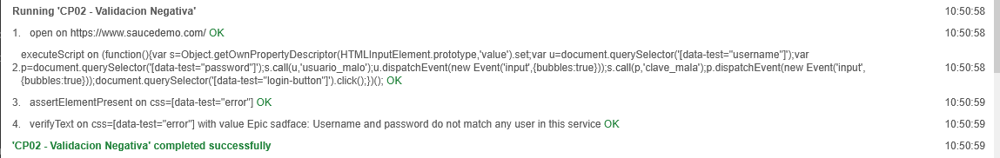 Running 'CP02 - Validacion Negativa' 10:50:58
1. open on https://www.saucedemo.com/ OK 10:50:58
executeScript on (function(){var s=Object.getOwnPropertyDescriptor(HTMLInputElement.prototype,'value').set;var u=document.querySelector('[data-test="username"]');var
2.p=document.querySelector('[data-test="password"]');s.call(u,'usuario_malo');u.dispatchEvent(new Event('input',{bubbles:true}));s.call(p,'clave_mala');p.dispatchEvent(new Event('input', 10:50:58
{bubbles:true}));document.querySelector('[data-test="login-button"]').click();})(); OK
3. assertElementPresent on css=[data-test="error"] OK 10:50:59
4. verifyText on css=[data-test="error"] with value Epic sadface: Username and password do not match any user in this service OK 10:50:59
'CP02 - Validacion Negativa' completed successfully 10:50:59